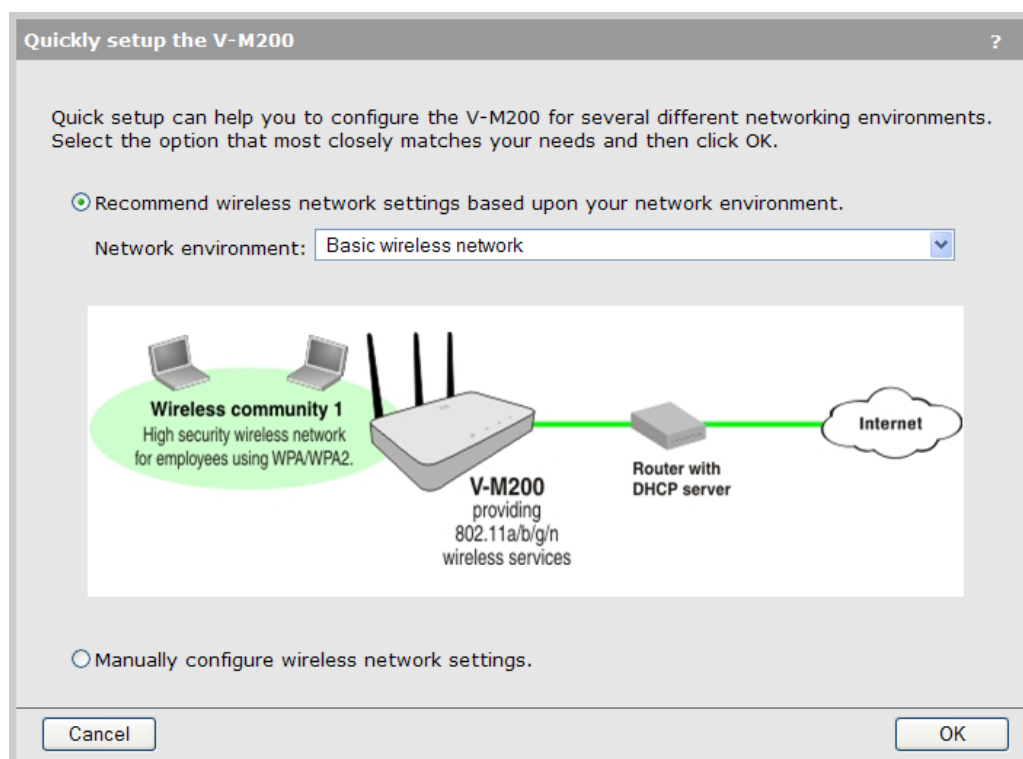 Quickly setup the V-M200 ?
Quick setup can help you to configure the V-M200 for several different networking environments.
Select the option that most closely matches your needs and then click OK.
Recommend wireless network settings based upon your network environment.
Network environment: Basic wireless network
Wireless community 1
High security wireless network
for employees using WPA/WPA2.
V-M200
providing
802.11a/b/g/n
wireless services
Router with
DHCP server
Internet
Manually configure wireless network settings.
Cancel OK